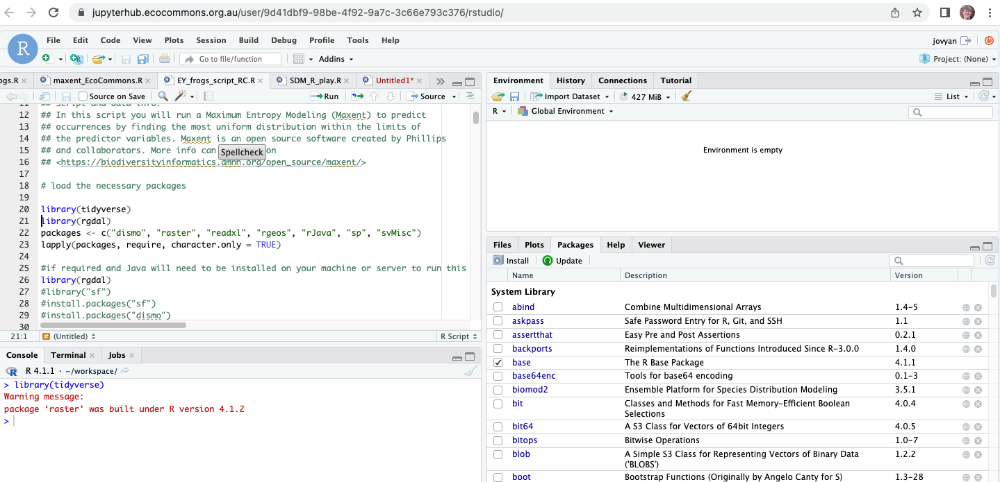 jupyterhub.ecocommons.org.au/user/9d41dbf9-98be-4f92-9a7c-3c66e793c376/rstudio/
R File Edit Code View Plots Session Build Debug Profile Tools Help jovyan
Go to file/function Addins Project: (None)
ogs.R maxent_EcoCommons.R EY_frogs_script_RC.R SDM_R_play.R Untitled1*
Source on Save Run Source
12 ## In this script you will run a Maximum Entropy Modeling (Maxent) to predict
13 ## occurrences by finding the most uniform distribution within the limits of
14 ## the predictor variables. Maxent is an open source software created by Phillips
15 ## and collaborators. More info can on
Spellcheck
16 ## <https://biodiversityinformatics.amnh.org/open_source/maxent/>
17
18 # load the necessary packages
19
20 library(tidyverse)
21 library(rgdal)
22 packages <- c("dismo", "raster", "readxl", "rgeos", "rJava", "sp", "svMisc")
23 lapply(packages, require, character.only = TRUE)
24
25 #if required and Java will need to be installed on your machine or server to run this
26 library(rgdal)
27 #library("sf")
28 #install.packages("sf")
29 #install.packages("dismo")
30
21:1 # (Untitled) R Script
Console Terminal Jobs
R 4.1.1 · ~/workspace/
> library(tidyverse)
Warning message:
package ‘raster’ was built under R version 4.1.2
>
Environment History Connections Tutorial
Import Dataset 427 MiB List
R Global Environment
Environment is empty
Files Plots Packages Help Viewer
Install Update
Name Description Version
System Library
abind Combine Multidimensional Arrays 1.4-5
askpass Safe Password Entry for R, Git, and SSH 1.1
assertthat Easy Pre and Post Assertions 0.2.1
backports Reimplementations of Functions Introduced Since R-3.0.0 1.4.0
base The R Base Package 4.1.1
base64enc Tools for base64 encoding 0.1-3
biomod2 Ensemble Platform for Species Distribution Modeling 3.5.1
bit Classes and Methods for Fast Memory-Efficient Boolean 4.0.4
Selections
bit64 A S3 Class for Vectors of 64bit Integers 4.0.5
bitops Bitwise Operations 1.0-7
blob A Simple S3 Class for Representing Vectors of Binary Data 1.2.2
('BLOBS')
boot Bootstrap Functions (Originally by Angelo Canty for S) 1.3-28